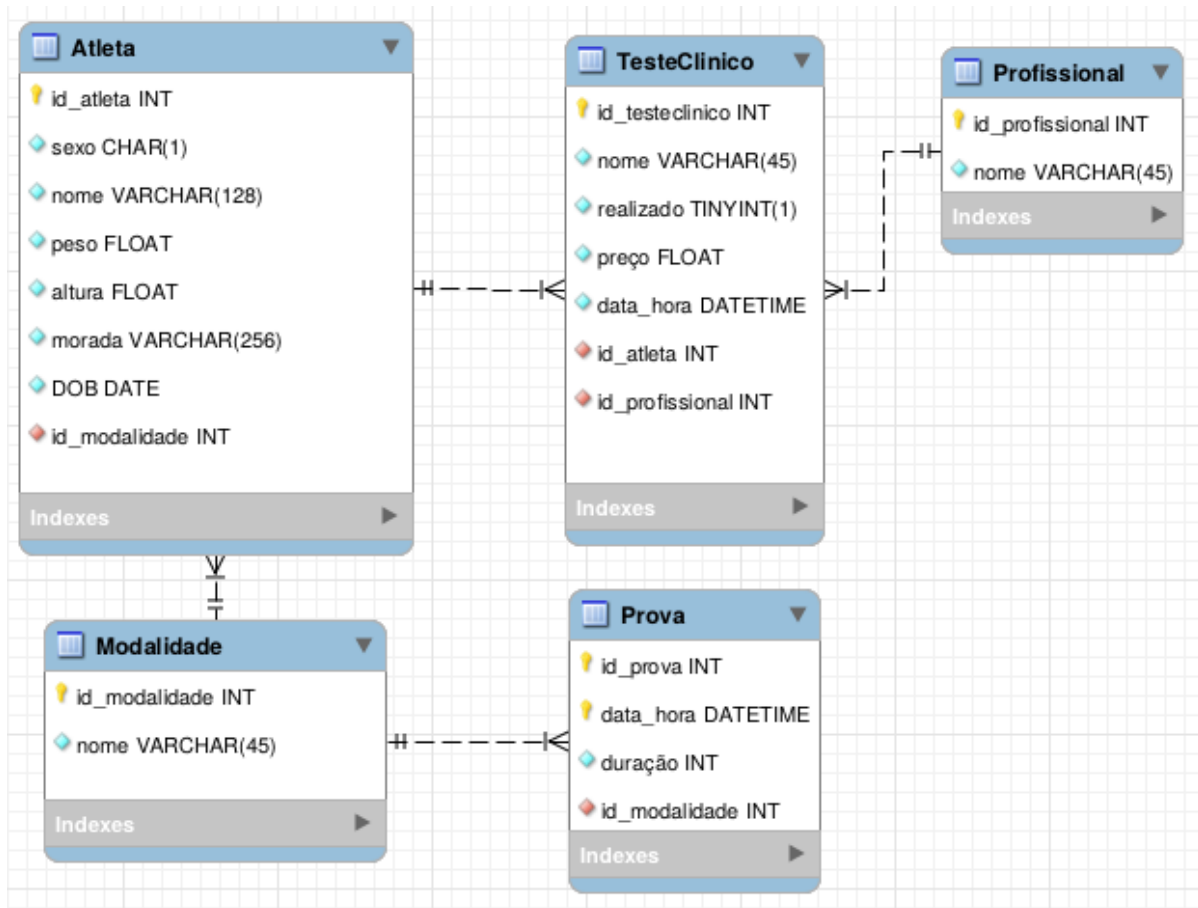 Atleta
id_atleta INT
sexo CHAR(1)
nome VARCHAR(128)
peso FLOAT
altura FLOAT
morada VARCHAR(256)
DOB DATE
id_modalidade INT
Indexes
TesteClinico
id_testeclinico INT
nome VARCHAR(45)
realizado TINYINT(1)
preço FLOAT
data_hora DATETIME
id_atleta INT
id_profissional INT
Indexes
Profissional
id_profissional INT
nome VARCHAR(45)
Indexes
Modalidade
id_modalidade INT
nome VARCHAR(45)
Indexes
Prova
id_prova INT
data_hora DATETIME
duração INT
id_modalidade INT
Indexes